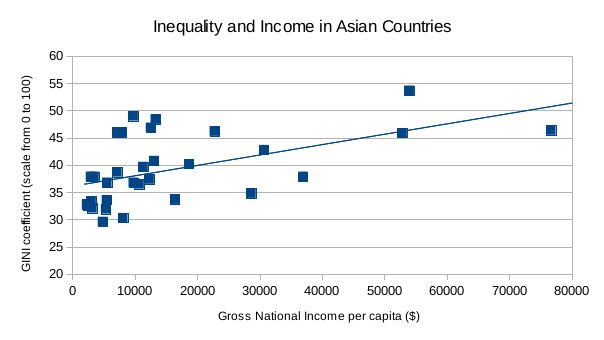 Inequality and Income in Asian Countries
60
55
50
45
40
35
30
25
20
GINI coefficient (scale from 0 to 100)
0 10000 20000 30000 40000 50000 60000 70000 80000
Gross National Income per capita ($)